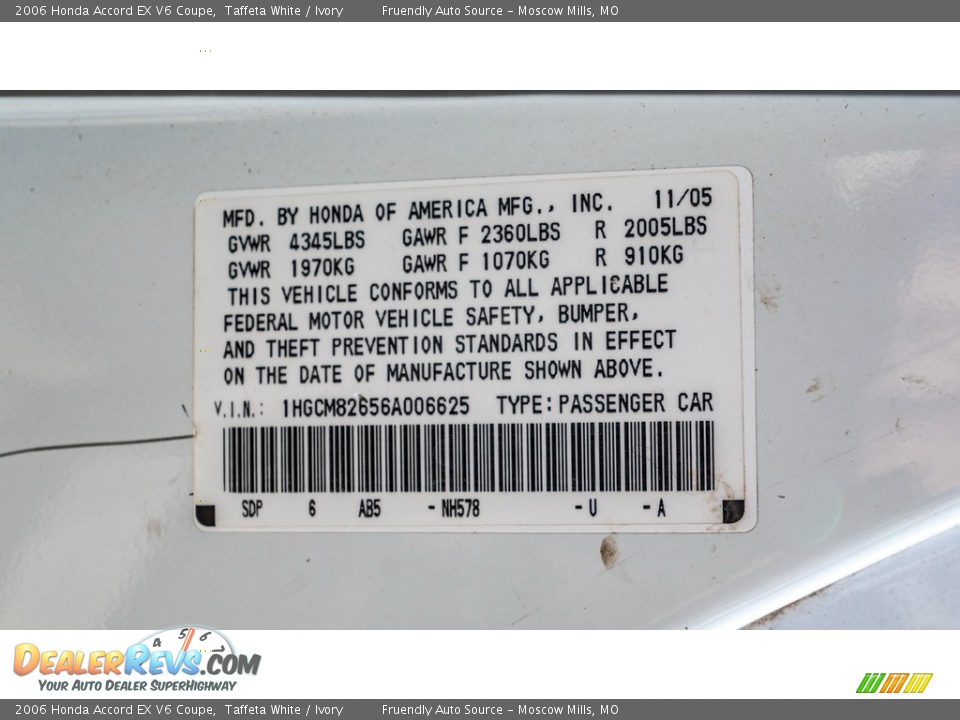 2006 Honda Accord EX V6 Coupe,  Taffeta White / Ivory  Fruendly Auto Source - Moscow Mills, MO
MFD. BY HONDA OF AMERICA MFG., INC. 11/05
GVWR 4345LBS GAWR F 2360LBS R 2005LBS
GVWR 1970KG GAWR F 1070KG R 910KG
THIS VEHICLE CONFORMS TO ALL APPLICABLE
FEDERAL MOTOR VEHICLE SAFETY, BUMPER,
AND THEFT PREVENTION STANDARDS IN EFFECT
ON THE DATE OF MANUFACTURE SHOWN ABOVE.
V.I.N.: 1HGCM82656A006625 TYPE:PASSENGER CAR
SDP 6 AB5 -NH578 -U -A
4 5 6 7
DEALERREVS.COM
YOUR AUTO DEALER SUPERHIGHWAY
2006 Honda Accord EX V6 Coupe,  Taffeta White / Ivory  Fruendly Auto Source - Moscow Mills, MO